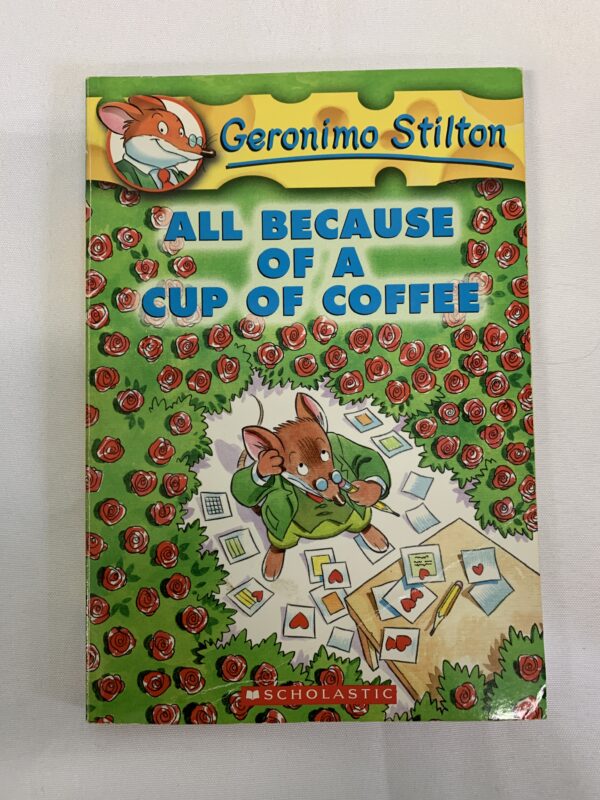 Geronimo Stilton
ALL BECAUSE
OF A
CUP OF COFFEE
SCHOLASTIC